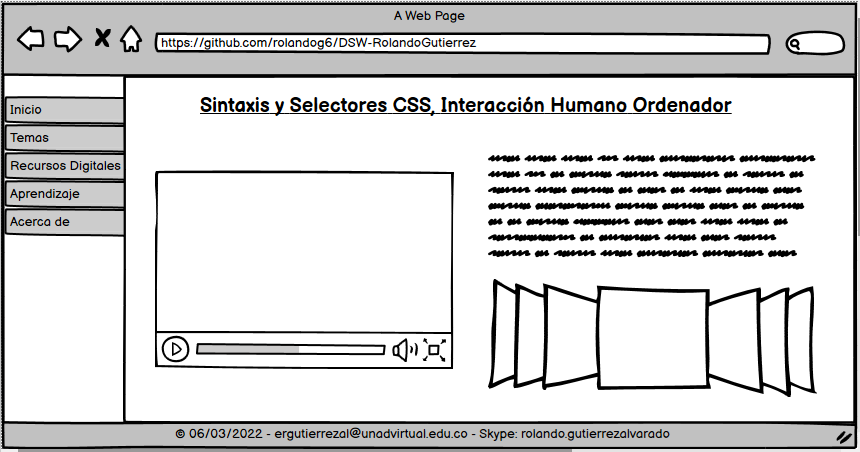 A Web Page
https://github.com/rolandog6/DSW-RolandoGutierrez
Sintaxis y Selectores CSS, Interacción Humano Ordenador
Inicio
Temas
Recursos Digitales
Aprendizaje
Acerca de
© 06/03/2022 - ergutierrezal@unadvirtual.edu.co - Skype: rolando.gutierrezalvarado